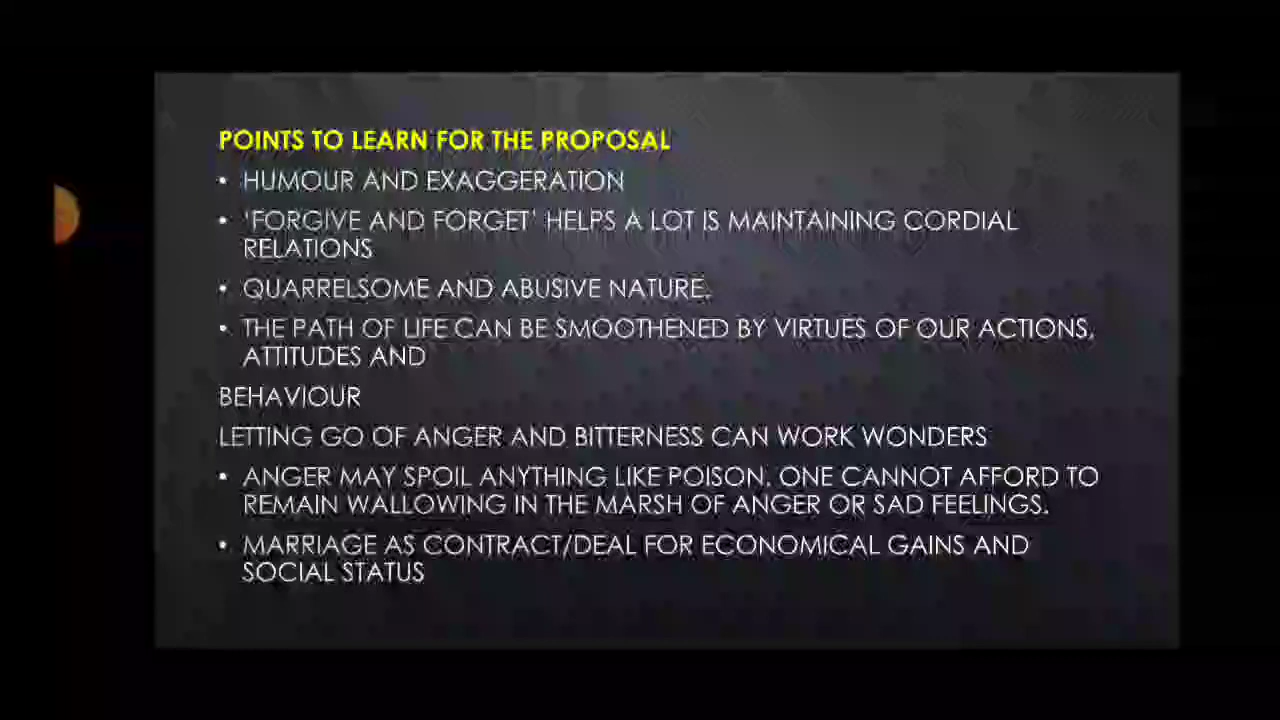 POINTS TO LEARN FOR THE PROPOSAL
• HUMOUR AND EXAGGERATION
• 'FORGIVE AND FORGET' HELPS A LOT IS MAINTAINING CORDIAL
RELATIONS
• QUARRELSOME AND ABUSIVE NATURE.
• THE PATH OF LIFE CAN BE SMOOTHENED BY VIRTUES OF OUR ACTIONS,
ATTITUDES AND
BEHAVIOUR
LETTING GO OF ANGER AND BITTERNESS CAN WORK WONDERS
• ANGER MAY SPOIL ANYTHING LIKE POISON. ONE CANNOT AFFORD TO
REMAIN WALLOWING IN THE MARSH OF ANGER OR SAD FEELINGS.
• MARRIAGE AS CONTRACT/DEAL FOR ECONOMICAL GAINS AND
SOCIAL STATUS